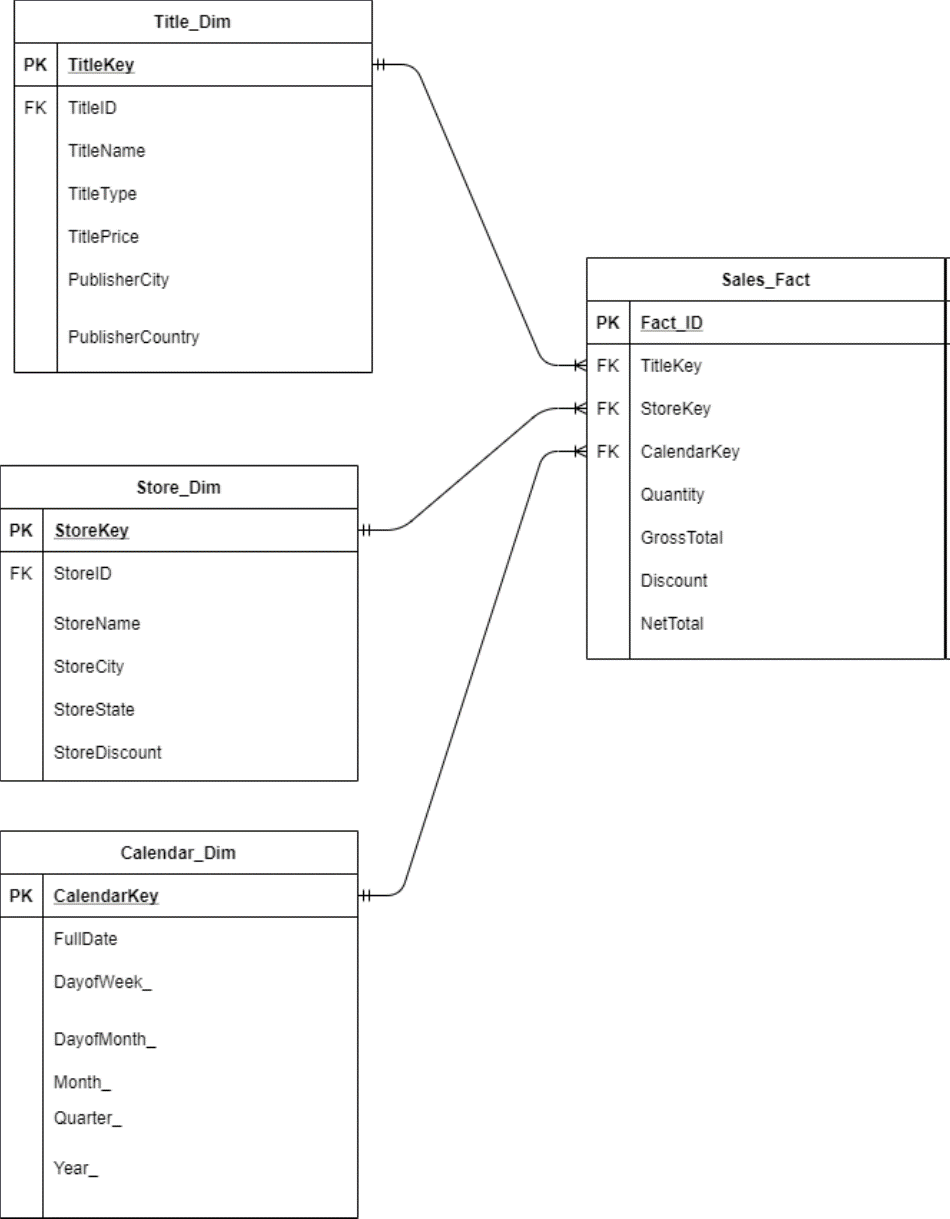 Title_Dim
PK TitleKey
FK TitleID
TitleName
TitleType
TitlePrice
PublisherCity
PublisherCountry
Sales_Fact
PK Fact_ID
FK TitleKey
FK StoreKey
FK CalendarKey
Quantity
GrossTotal
Discount
NetTotal
Store_Dim
PK StoreKey
FK StoreID
StoreName
StoreCity
StoreState
StoreDiscount
Calendar_Dim
PK CalendarKey
FullDate
DayofWeek_
DayofMonth_
Month_
Quarter_
Year_